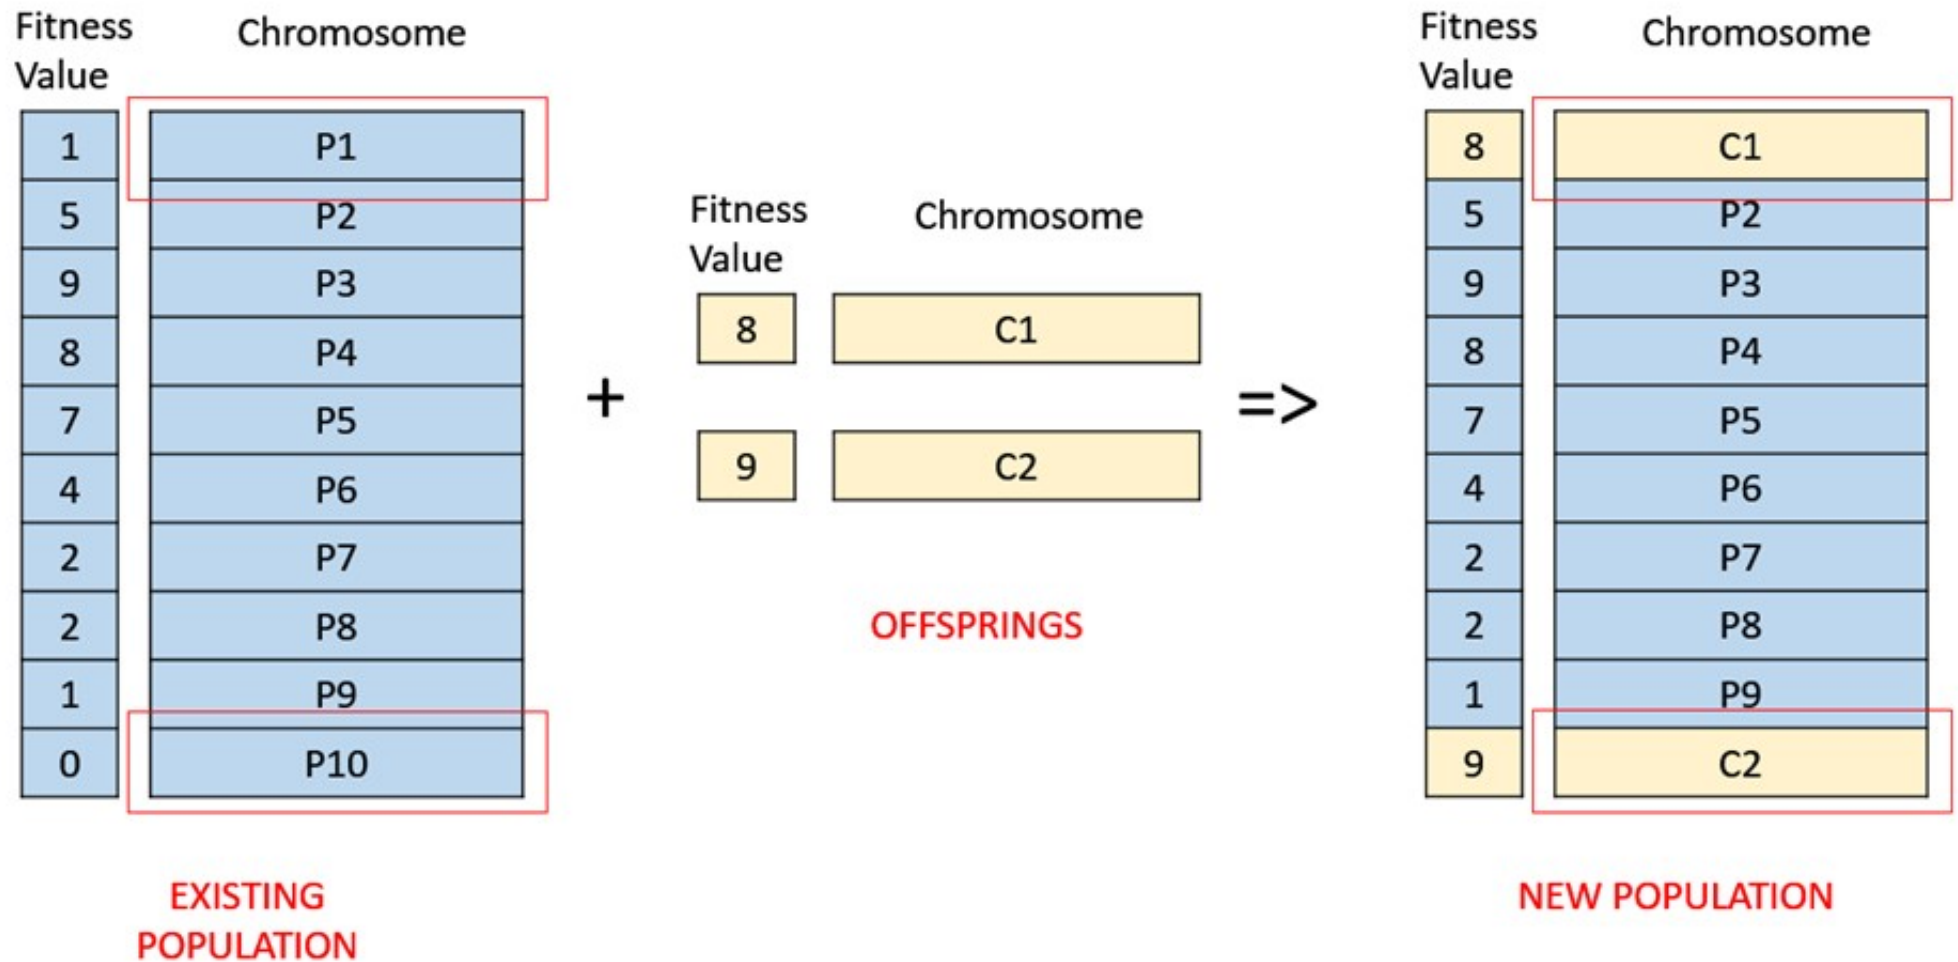 Fitness Value
Chromosome
1 P1
5 P2
9 P3
8 P4
7 P5
4 P6
2 P7
2 P8
1 P9
0 P10
EXISTING
POPULATION
+
Fitness Value
Chromosome
8 C1
9 C2
OFFSPRINGS
=>
Fitness Value
Chromosome
8 C1
5 P2
9 P3
8 P4
7 P5
4 P6
2 P7
2 P8
1 P9
9 C2
NEW POPULATION